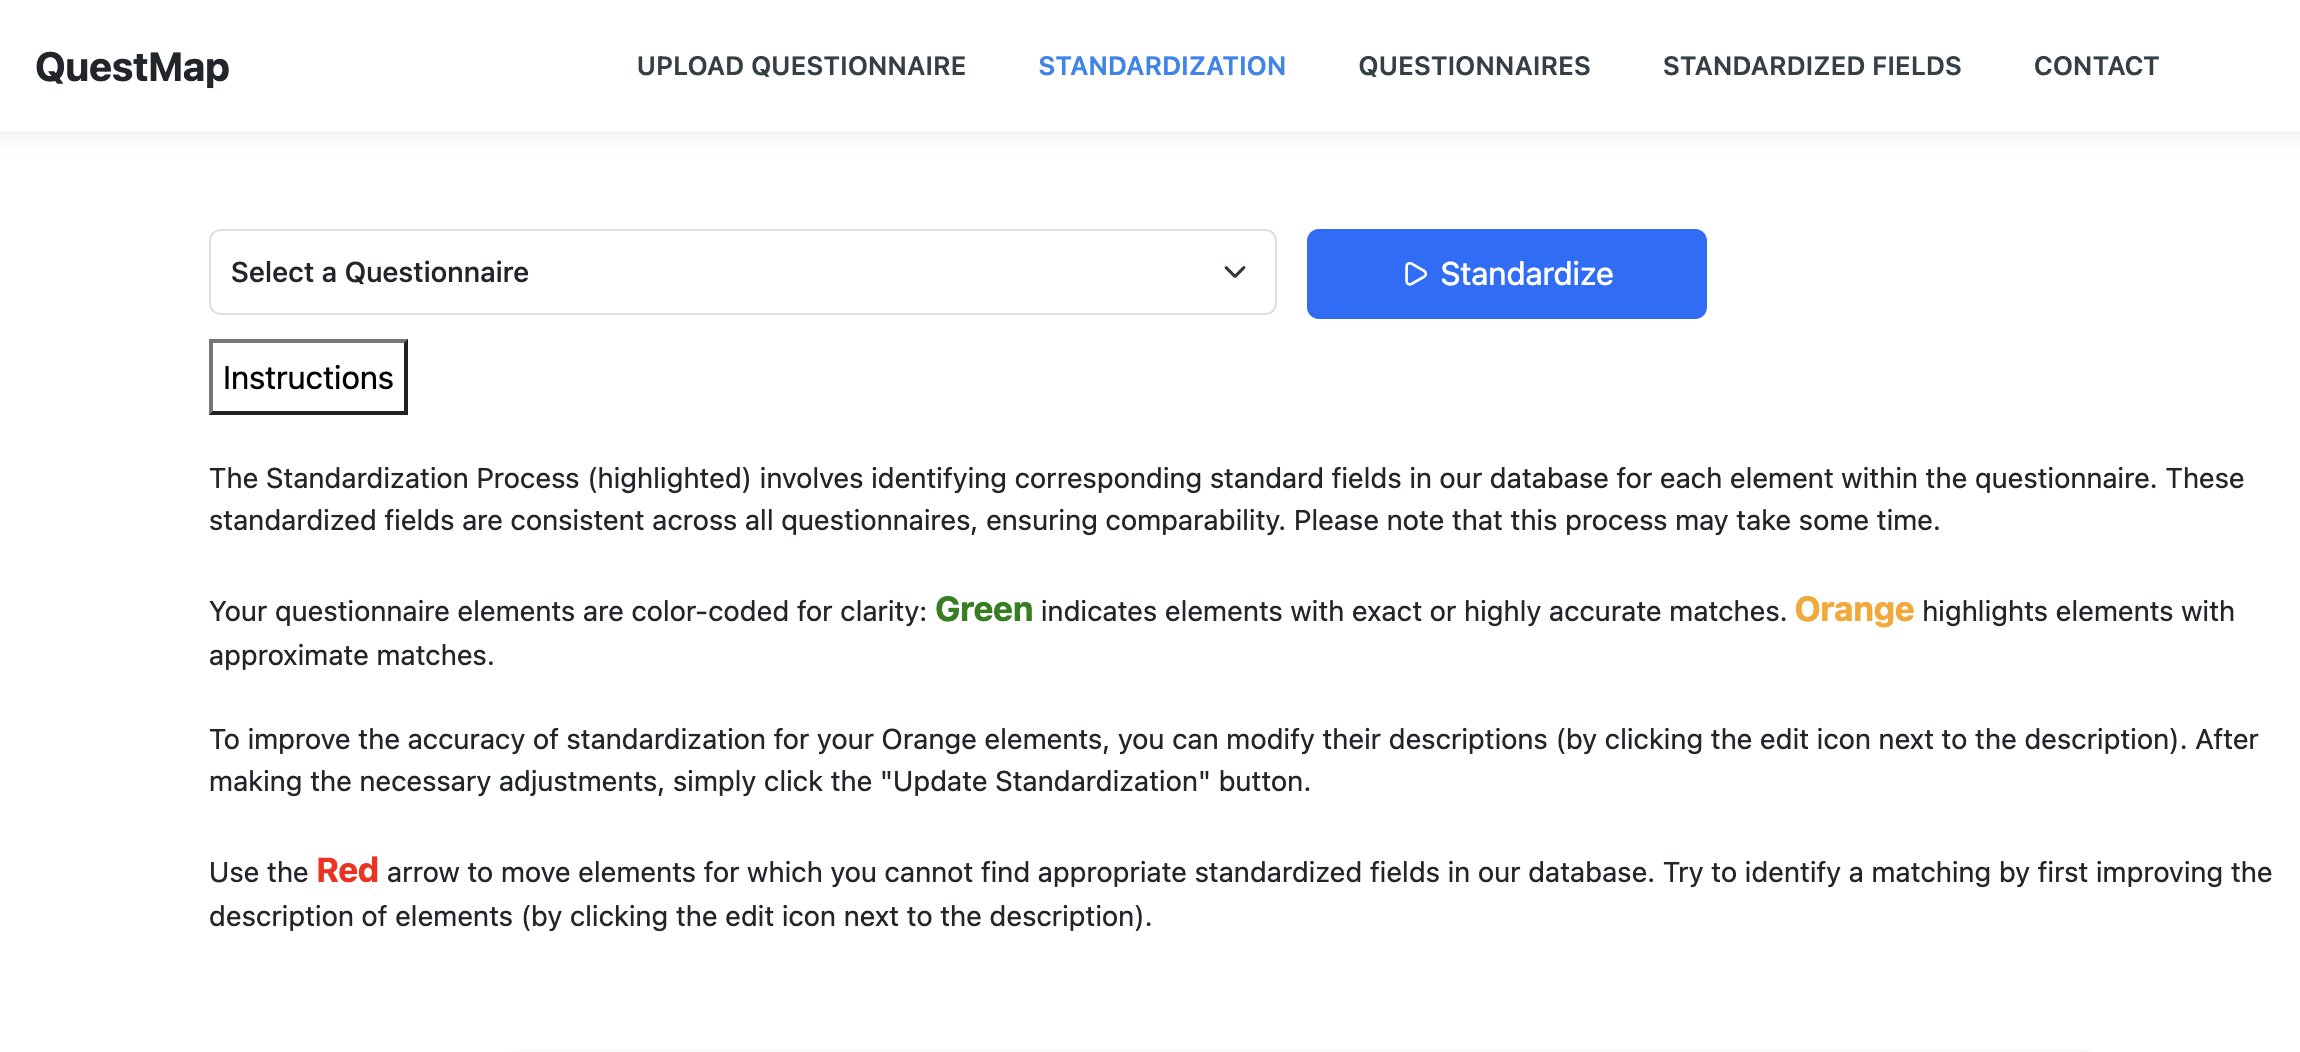 QuestMap
UPLOAD QUESTIONNAIRE
STANDARDIZATION
QUESTIONNAIRES
STANDARDIZED FIELDS
CONTACT
Select a Questionnaire
Standardize
Instructions
The Standardization Process (highlighted) involves identifying corresponding standard fields in our database for each element within the questionnaire. These
standardized fields are consistent across all questionnaires, ensuring comparability. Please note that this process may take some time.
Your questionnaire elements are color-coded for clarity: Green indicates elements with exact or highly accurate matches. Orange highlights elements with
approximate matches.
To improve the accuracy of standardization for your Orange elements, you can modify their descriptions (by clicking the edit icon next to the description). After
making the necessary adjustments, simply click the "Update Standardization" button.
Use the Red arrow to move elements for which you cannot find appropriate standardized fields in our database. Try to identify a matching by first improving the
description of elements (by clicking the edit icon next to the description).